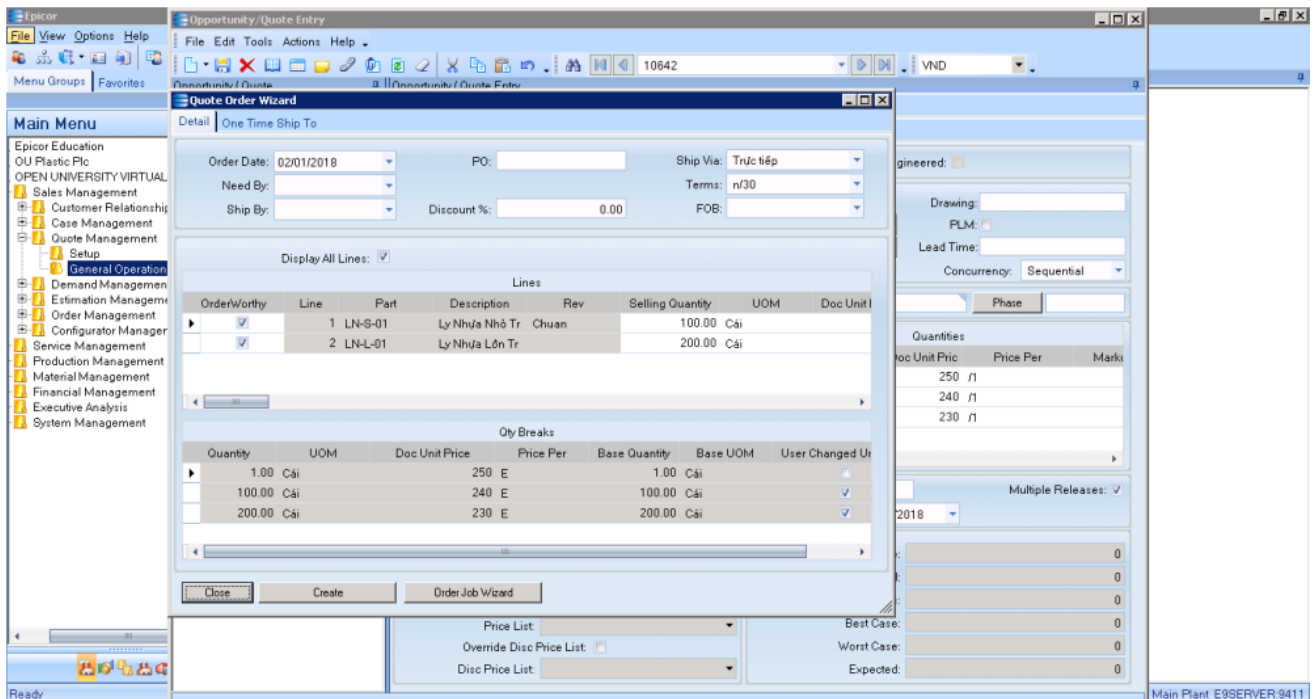 Epicor
File View Options Help
Menu Groups Favorites
Main Menu
Epicor Education
OU Plastic Plc
OPEN UNIVERSITY VIRTUAL
Sales Management
Customer Relationship
Case Management
Quote Management
Setup
General Operation
Demand Managemen
Estimation Manageme
Order Management
Configurator Manager
Service Management
Production Management
Material Management
Financial Management
Executive Analysis
System Management
Ready
Opportunity/Quote Entry
File Edit Tools Actions Help
10642 VND
Opportunity / Quote Opportunity / Quote Entry
Quote Order Wizard
Detail One Time Ship To
Order Date: 02/01/2018 PO: Ship Via: Trực tiếp
Need By: Terms: n/30
Ship By: Discount %: 0.00 FOB:
Display All Lines:
Lines
OrderWorthy Line Part Description Rev Selling Quantity UOM Doc Unit
1 LN-S-01 Ly Nhựa Nhỏ Tr Chuan 100.00 Cái
2 LN-L-01 Ly Nhựa Lớn Tr 200.00 Cái
Qty Breaks
Quantity UOM Doc Unit Price Price Per Base Quantity Base UOM User Changed Ur
1.00 Cái 250 E 1.00 Cái
100.00 Cái 240 E 100.00 Cái
200.00 Cái 230 E 200.00 Cái
Close Create Order Job Wizard
gineered:
Drawing:
PLM:
Lead Time:
Concurrency: Sequential
Phase
Quantities
oc Unit Pric Price Per Marku
250 /1
240 /1
230 /1
Multiple Releases:
/2018
0
0
0
Price List: Best Case: 0
Override Disc Price List: Worst Case: 0
Disc Price List: Expected: 0
Main Plant E9SERVER:9411